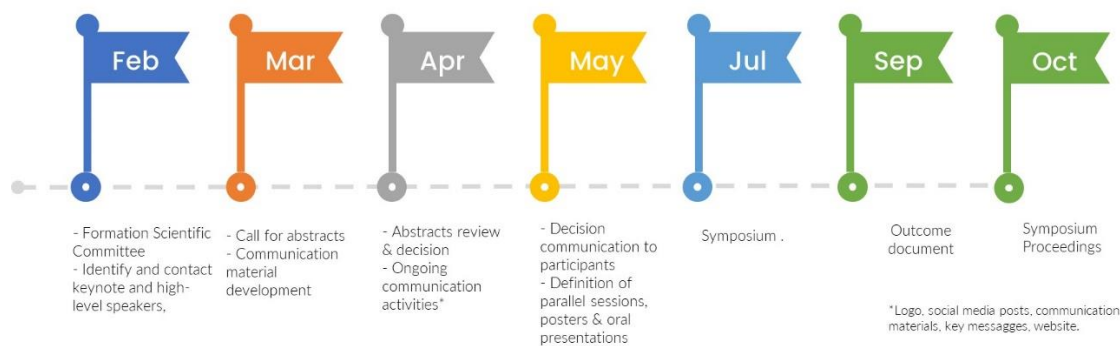 Feb
Mar
Apr
May
Jul
Sep
Oct
- Formation Scientific
Committee
- Identify and contact
keynote and high-
level speakers,
- Call for abstracts
- Communication
material
development
- Abstracts review
& decision
- Ongoing
communication
activities*
- Decision
communication to
participants
- Definition of
parallel sessions,
posters & oral
presentations
Symposium .
Outcome
document
Symposium
Proceedings
*Logo, social media posts, communication
materials, key messagges, website.